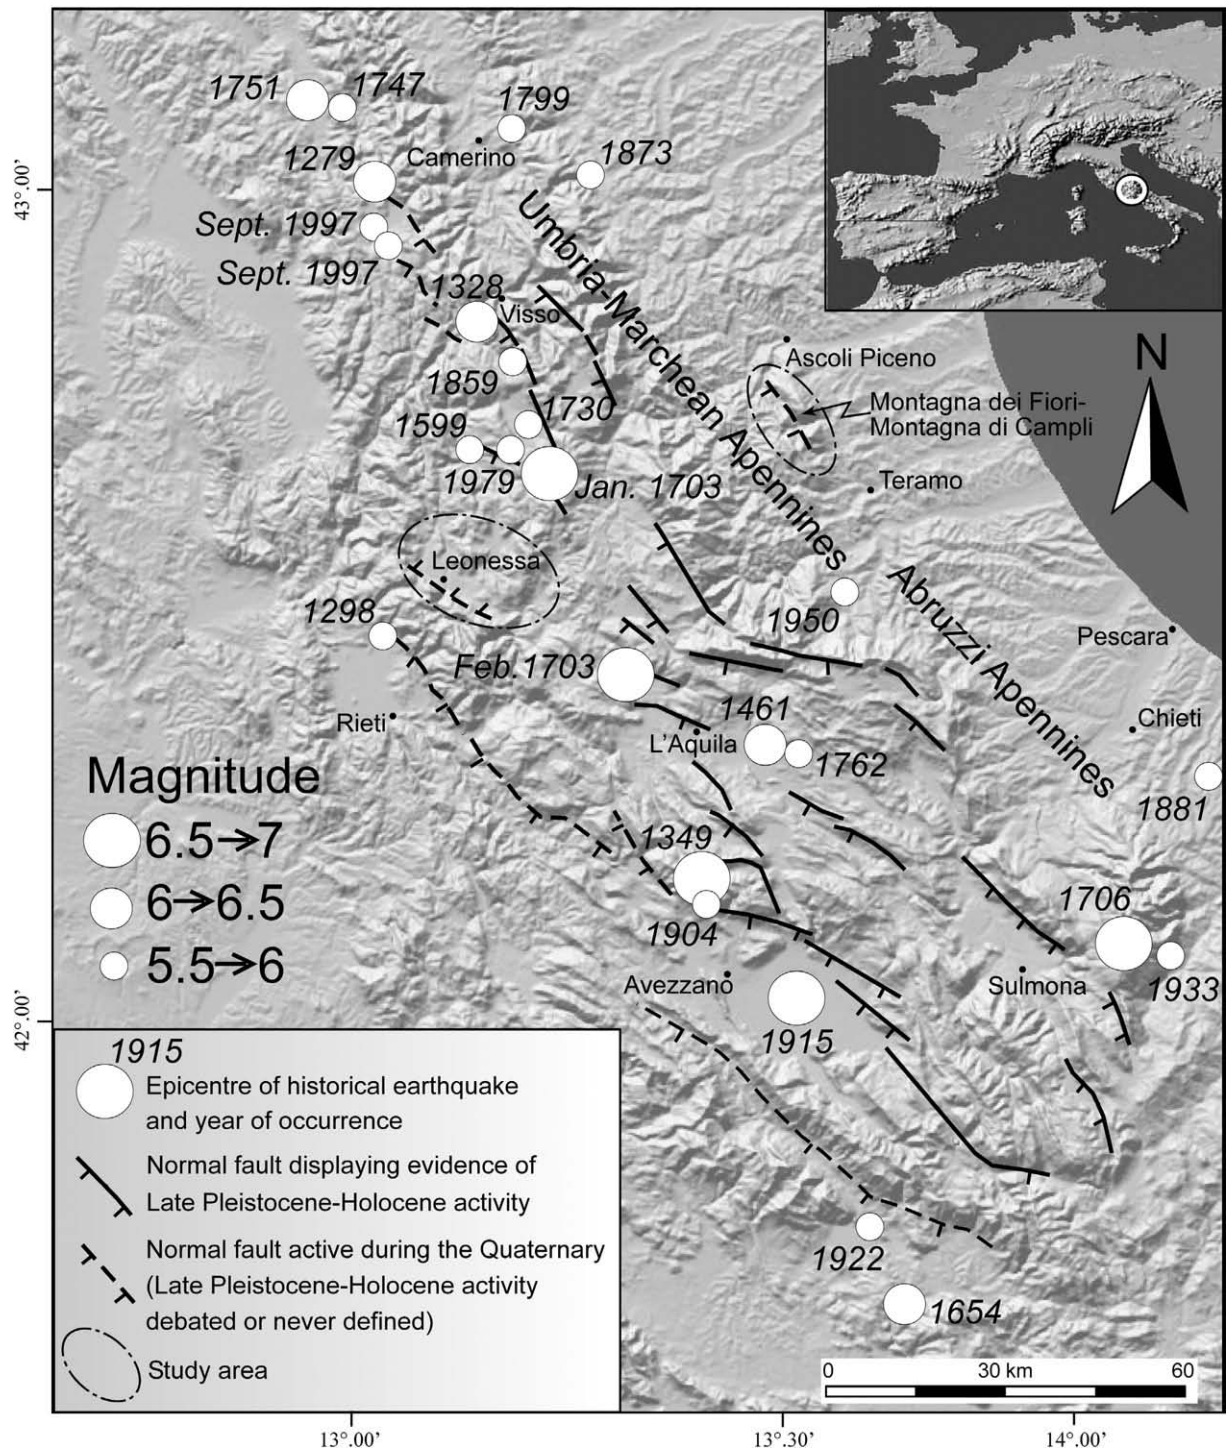 1751
1747
1799
Camerino
1279
1873
43°.00'
Sept. 1997
Sept. 1997
Umbria-Marchean Apennines
1328
Visso
N
Ascoli Piceno
1859
Montagna dei Fiori-
Montagna di Campli
1730
1599
1979
Jan. 1703
Teramo
Leonessa
1298
1950
Abruzzi Apennines
Pescara
Feb.1703
1461
Rieti
L'Aquila
Chieti
1762
1881
Magnitude
6.5→7
6→6.5
5.5→6
1349
1904
1706
1933
Avezzano
Sulmona
1915
42°.00'
1915
Epicentre of historical earthquake
and year of occurrence
Normal fault displaying evidence of
Late Pleistocene-Holocene activity
Normal fault active during the Quaternary
(Late Pleistocene-Holocene activity
debated or never defined)
Study area
1922
1654
0 30 km 60
13°.00' 13°.30' 14°.00'